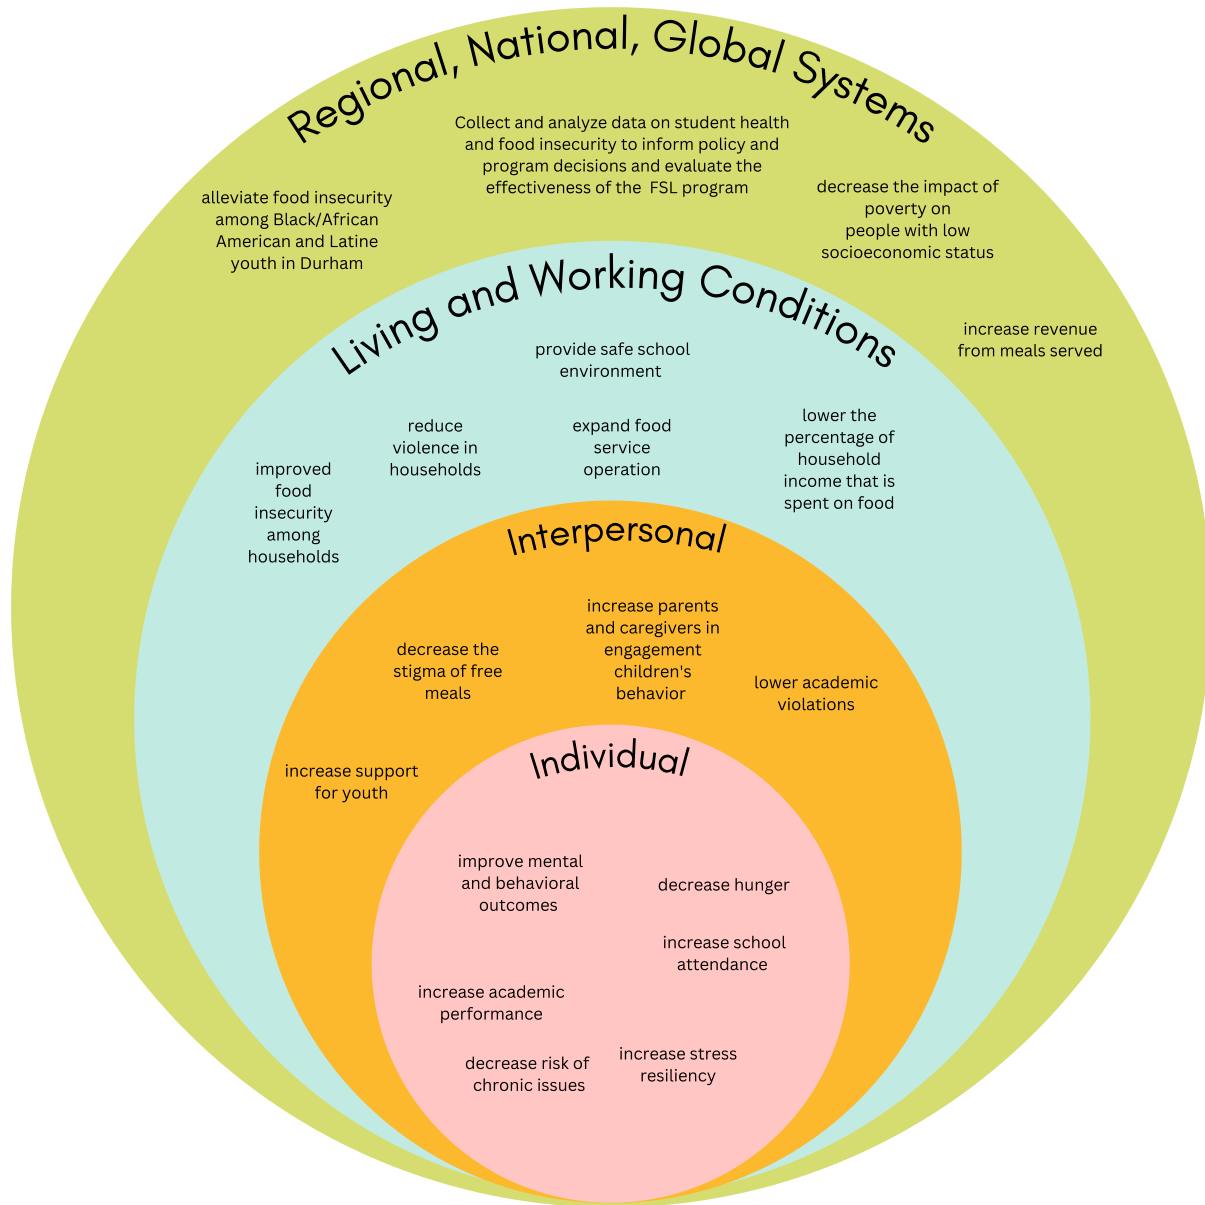 Regional, National, Global Systems
Collect and analyze data on student health
and food insecurity to inform policy and
program decisions and evaluate the
effectiveness of the FSL program
alleviate food insecurity
among Black/African
American and Latine
youth in Durham
decrease the impact of
poverty on
people with low
socioeconomic status
increase revenue
from meals served
Living and Working Conditions
provide safe school
environment
reduce
violence in
households
expand food
service
operation
lower the
percentage of
household
income that is
spent on food
improved
food
insecurity
among
households
Interpersonal
increase parents
and caregivers in
engagement
children's
behavior
decrease the
stigma of free
meals
lower academic
violations
increase support
for youth
Individual
improve mental
and behavioral
outcomes
decrease hunger
increase school
attendance
increase academic
performance
decrease risk of
chronic issues
increase stress
resiliency